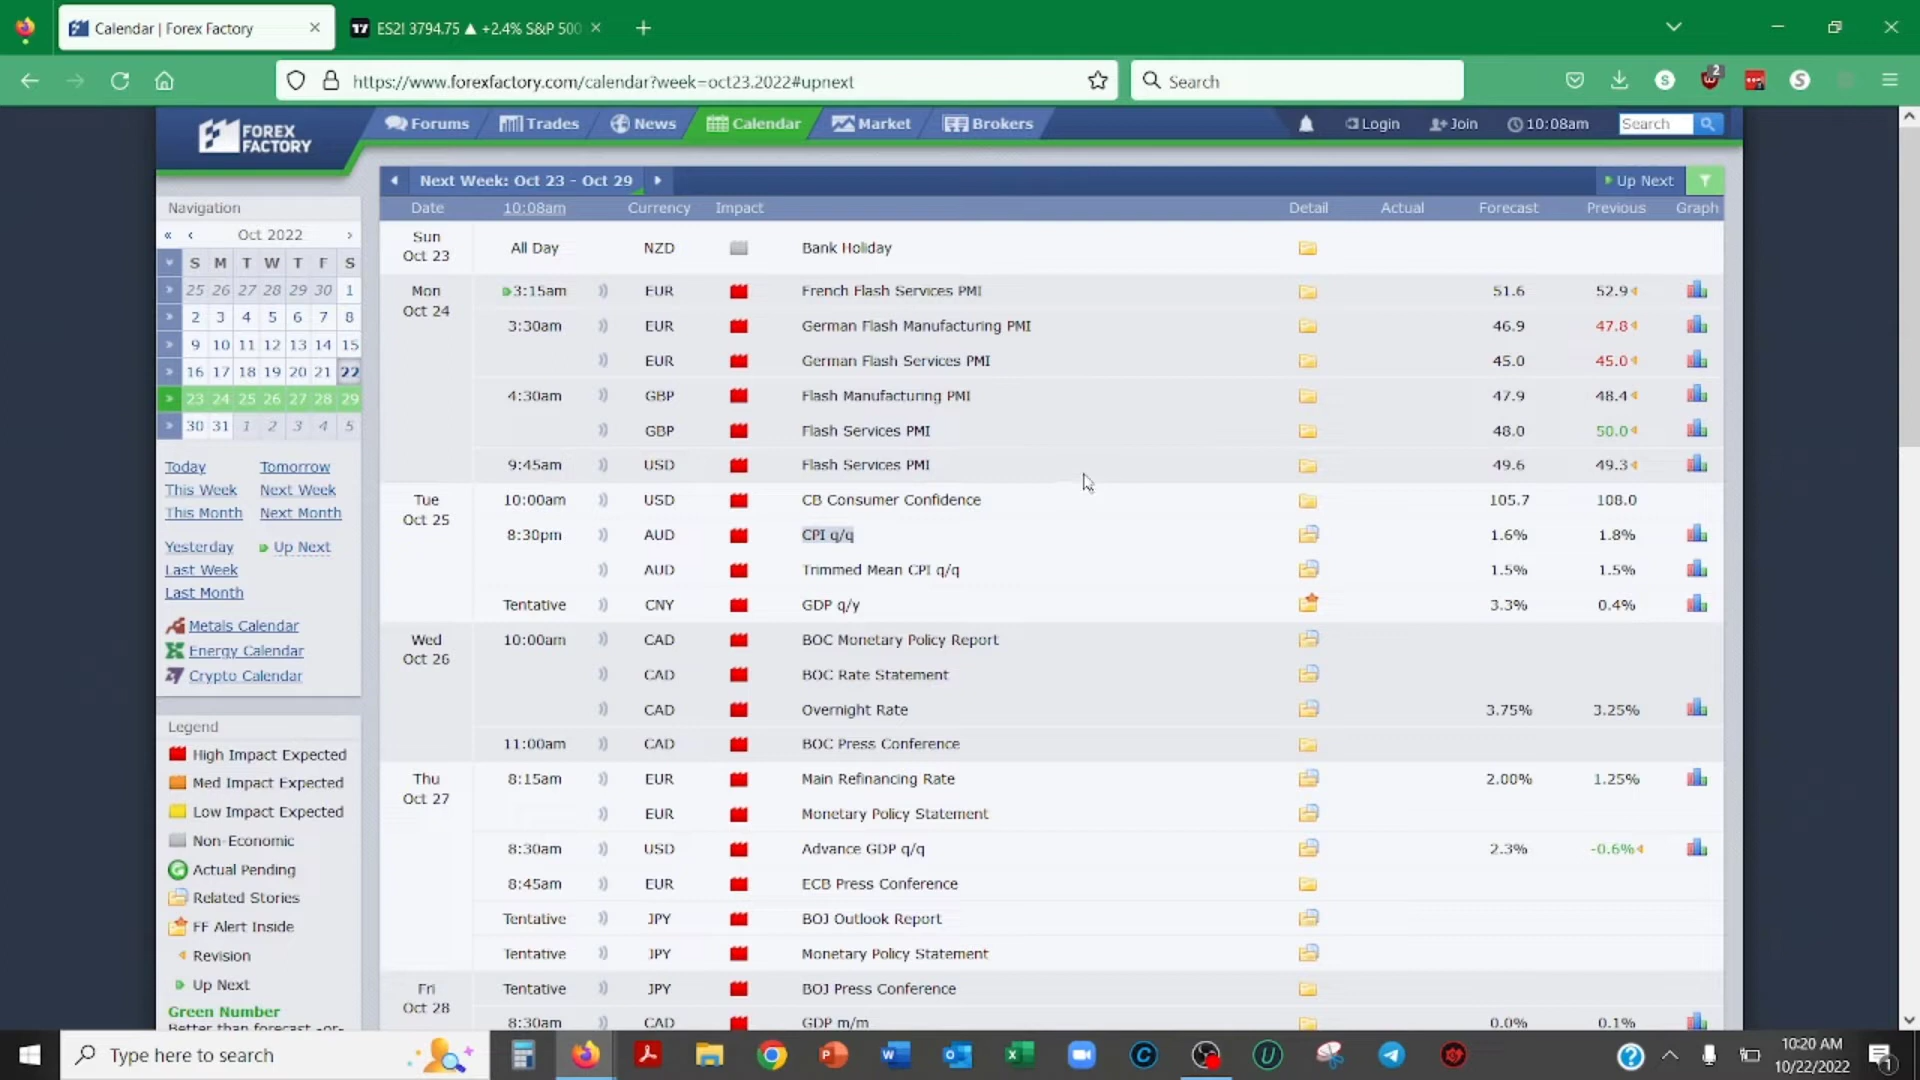 Calendar | Forex Factory
ES2! 3794.75 ▲ +2.4% S&P 500
https://www.forexfactory.com/calendar?week=oct23.2022#upnext
Search
2
FOREX FACTORY
Forums Trades News Calendar Market Brokers
Login Join 10:08am Search
Next Week: Oct 23 - Oct 29
Up Next
Date 10:08am Currency Impact Detail Actual Forecast Previous Graph
Sun Oct 23 All Day NZD Bank Holiday
Mon Oct 24 3:15am EUR French Flash Services PMI 51.6 52.9
3:30am EUR German Flash Manufacturing PMI 46.9 47.8
EUR German Flash Services PMI 45.0 45.0
4:30am GBP Flash Manufacturing PMI 47.9 48.4
GBP Flash Services PMI 48.0 50.0
9:45am USD Flash Services PMI 49.6 49.3
Tue Oct 25 10:00am USD CB Consumer Confidence 105.7 108.0
8:30pm AUD CPI q/q 1.6% 1.8%
AUD Trimmed Mean CPI q/q 1.5% 1.5%
Tentative CNY GDP q/y 3.3% 0.4%
Wed Oct 26 10:00am CAD BOC Monetary Policy Report
CAD BOC Rate Statement
CAD Overnight Rate 3.75% 3.25%
11:00am CAD BOC Press Conference
Thu Oct 27 8:15am EUR Main Refinancing Rate 2.00% 1.25%
EUR Monetary Policy Statement
8:30am USD Advance GDP q/q 2.3% -0.6%
8:45am EUR ECB Press Conference
Tentative JPY BOJ Outlook Report
Tentative JPY Monetary Policy Statement
Fri Oct 28 Tentative JPY BOJ Press Conference
8:30am CAD GDP m/m 0.0% 0.1%
Navigation
« ‹ Oct 2022 ›
S M T W T F S
25 26 27 28 29 30 1
2 3 4 5 6 7 8
9 10 11 12 13 14 15
16 17 18 19 20 21 22
23 24 25 26 27 28 29
30 31 1 2 3 4 5
Today Tomorrow
This Week Next Week
This Month Next Month
Yesterday Up Next
Last Week
Last Month
Metals Calendar
Energy Calendar
Crypto Calendar
Legend
High Impact Expected
Med Impact Expected
Low Impact Expected
Non-Economic
Actual Pending
Related Stories
FF Alert Inside
Revision
Up Next
Green Number
Better than forecast -or-
Type here to search
10:20 AM
10/22/2022
1